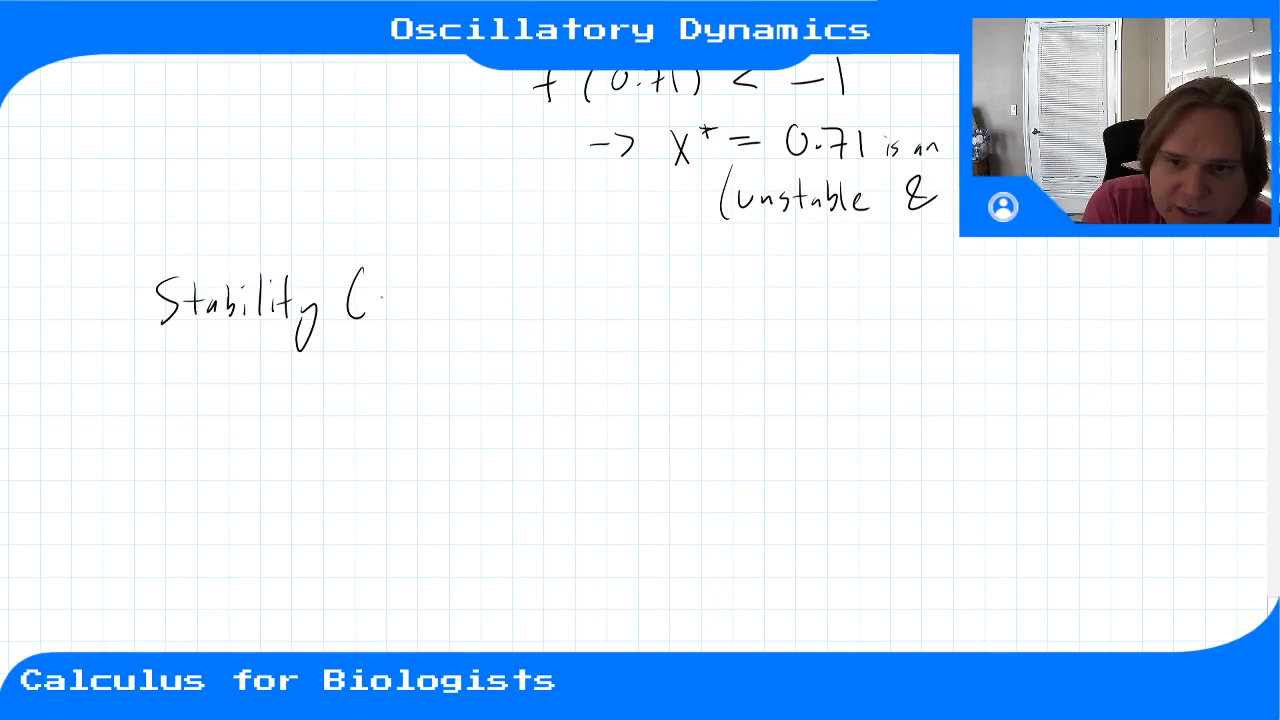 Oscillatory Dynamics
f (0.71) < -1
-> x* = 0.71 is an
(unstable &
Stability (
Calculus for Biologists